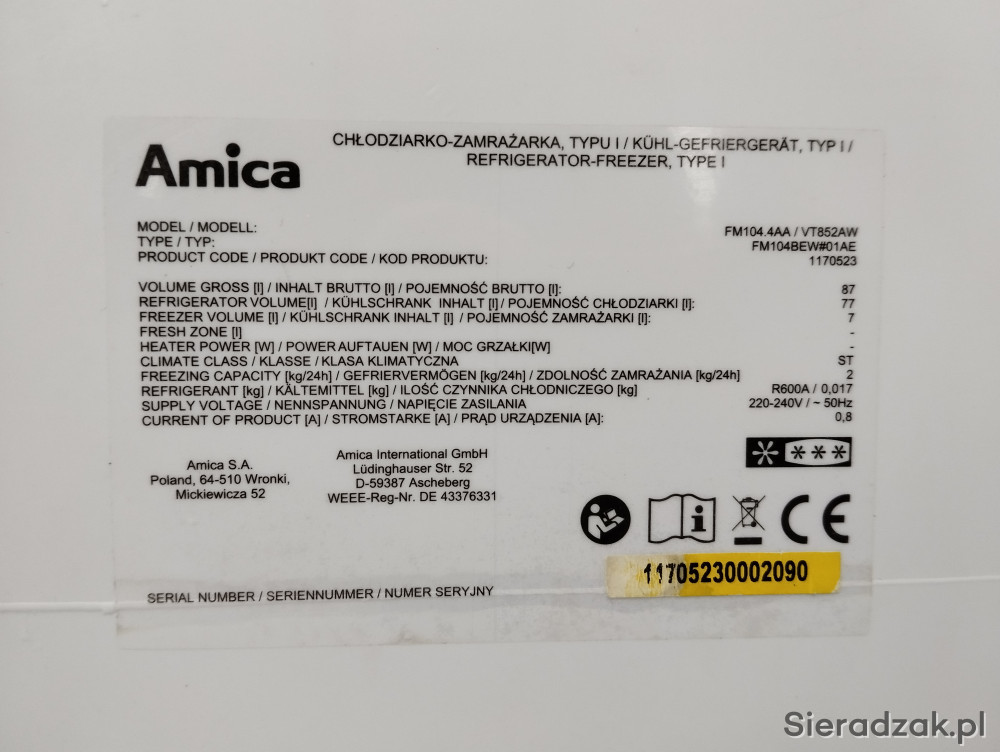 Amica
CHŁODZIARKO-ZAMRAŻARKA, TYPU I / KÜHL-GEFRIERGERÄT, TYP I /
REFRIGERATOR-FREEZER, TYPE I
MODEL / MODELL: FM104.4AA / VT852AW
TYPE / TYP: FM104BEW#01AE
PRODUCT CODE / PRODUKT CODE / KOD PRODUKTU: 1170523
VOLUME GROSS [l] / INHALT BRUTTO [l] / POJEMNOŚĆ BRUTTO [l]: 87
REFRIGERATOR VOLUME[l] / KÜHLSCHRANK INHALT [l] / POJEMNOŚĆ CHŁODZIARKI [l]: 77
FREEZER VOLUME [l] / KÜHLSCHRANK INHALT [l] / POJEMNOŚĆ ZAMRAŻARKI [l]: 7
FRESH ZONE [l] -
HEATER POWER [W] / POWER AUFTAUEN [W] / MOC GRZAŁKI[W] -
CLIMATE CLASS / KLASSE / KLASA KLIMATYCZNA ST
FREEZING CAPACITY [kg/24h] / GEFRIERVERMÖGEN [kg/24h] / ZDOLNOŚĆ ZAMRAŻANIA [kg/24h] 2
REFRIGERANT [kg] / KÄLTEMITTEL [kg] / ILOŚĆ CZYNNIKA CHŁODNICZEGO [kg] R600A / 0,017
SUPPLY VOLTAGE / NENNSPANNUNG / NAPIĘCIE ZASILANIA 220-240V / ~ 50Hz
CURRENT OF PRODUCT [A] / STROMSTARKE [A] / PRĄD URZĄDZENIA [A]: 0,8
Amica S.A.
Poland, 64-510 Wronki,
Mickiewicza 52
Amica International GmbH
Lüdinghauser Str. 52
D-59387 Ascheberg
WEEE-Reg-Nr. DE 43376331
CE
11705230002090
SERIAL NUMBER / SERIENNUMMER / NUMER SERYJNY
Sieradzak.pl